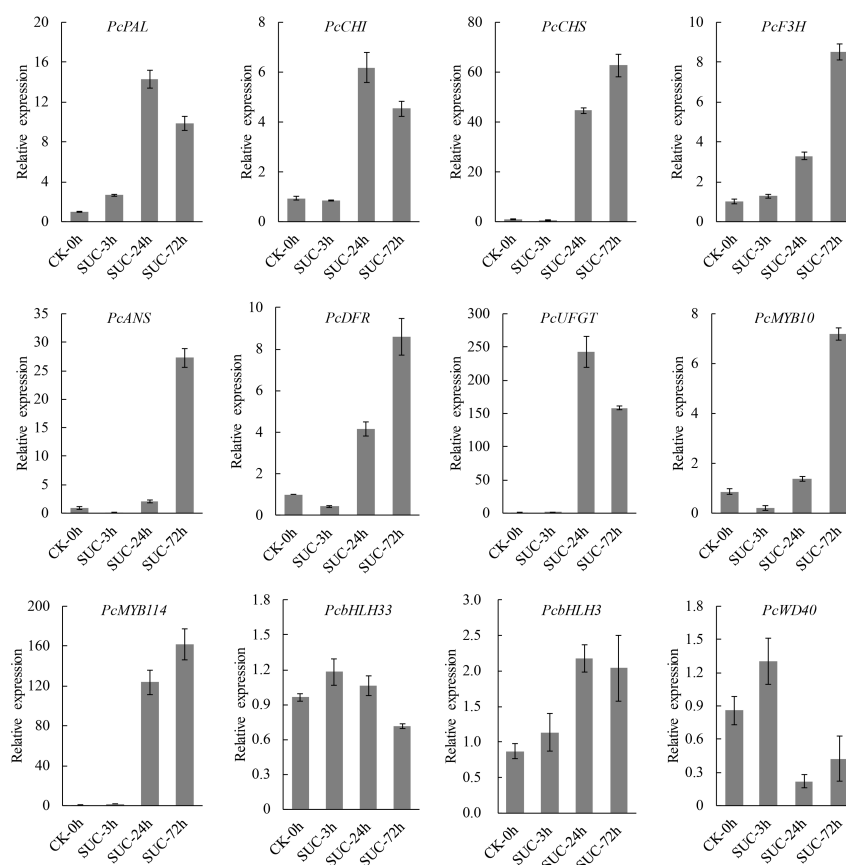 PcPAL
Relative expression
20
16
12
8
4
0
CK-0h
SUC-3h
SUC-24h
SUC-72h
PcCHI
Relative expression
8
6
4
2
0
CK-0h
SUC-3h
SUC-24h
SUC-72h
PcCHS
Relative expression
80
60
40
20
0
CK-0h
SUC-3h
SUC-24h
SUC-72h
PcF3H
Relative expression
10
8
6
4
2
0
CK-0h
SUC-3h
SUC-24h
SUC-72h
PcANS
Relative expression
35
30
25
20
15
10
5
0
CK-0h
SUC-3h
SUC-24h
SUC-72h
PcDFR
Relative expression
10
8
6
4
2
0
CK-0h
SUC-3h
SUC-24h
SUC-72h
PcUFGT
Relative expression
300
250
200
150
100
50
0
CK-0h
SUC-3h
SUC-24h
SUC-72h
PcMYB10
Relative expression
8
6
4
2
0
CK-0h
SUC-3h
SUC-24h
SUC-72h
PcMYB114
Relative expression
200
160
120
80
40
0
CK-0h
SUC-3h
SUC-24h
SUC-72h
PcbHLH33
Relative expression
1.8
1.5
1.2
0.9
0.6
0.3
0
CK-0h
SUC-3h
SUC-24h
SUC-72h
PcbHLH3
Relative expression
3.0
2.5
2.0
1.5
1.0
0.5
0.0
CK-0h
SUC-3h
SUC-24h
SUC-72h
PcWD40
Relative expression
1.8
1.5
1.2
0.9
0.6
0.3
0
CK-0h
SUC-3h
SUC-24h
SUC-72h